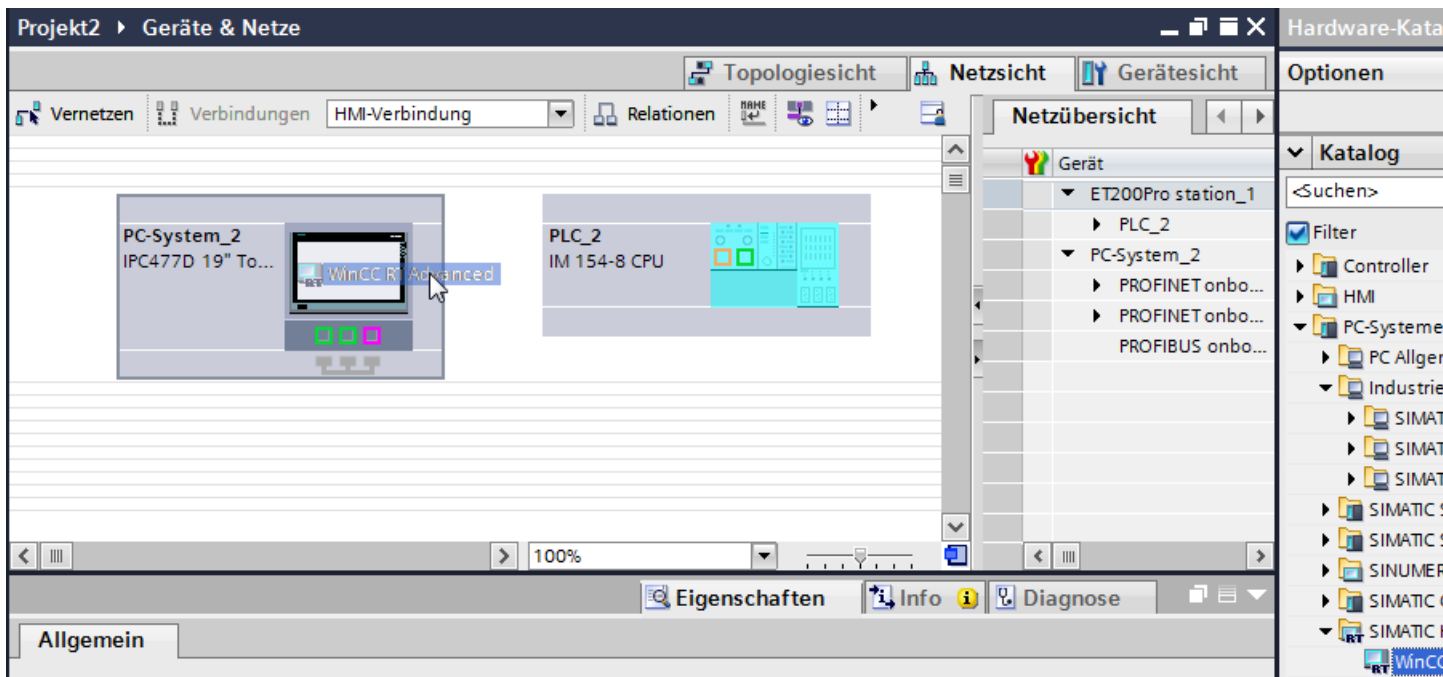 Projekt2 ▸ Geräte & Netze
Hardware-Kata
Topologiesicht Netzsicht Gerätesicht
Optionen
Vernetzen Verbindungen HMI-Verbindung Relationen
Netzübersicht
Katalog
Gerät
<Suchen>
ET200Pro station_1
PLC_2
PC-System_2
PROFINET onbo...
PROFINET onbo...
PROFIBUS onbo...
PC-System_2
IPC477D 19" To...
WinCC RT Advanced
PLC_2
IM 154-8 CPU
Filter
Controller
HMI
PC-Systeme
PC Allger
Industrie
SIMAT
SIMAT
SIMAT
SIMATIC S
SIMATIC S
SINUMER
SIMATIC
SIMATIC H
WinCC
100%
Eigenschaften Info Diagnose
Allgemein